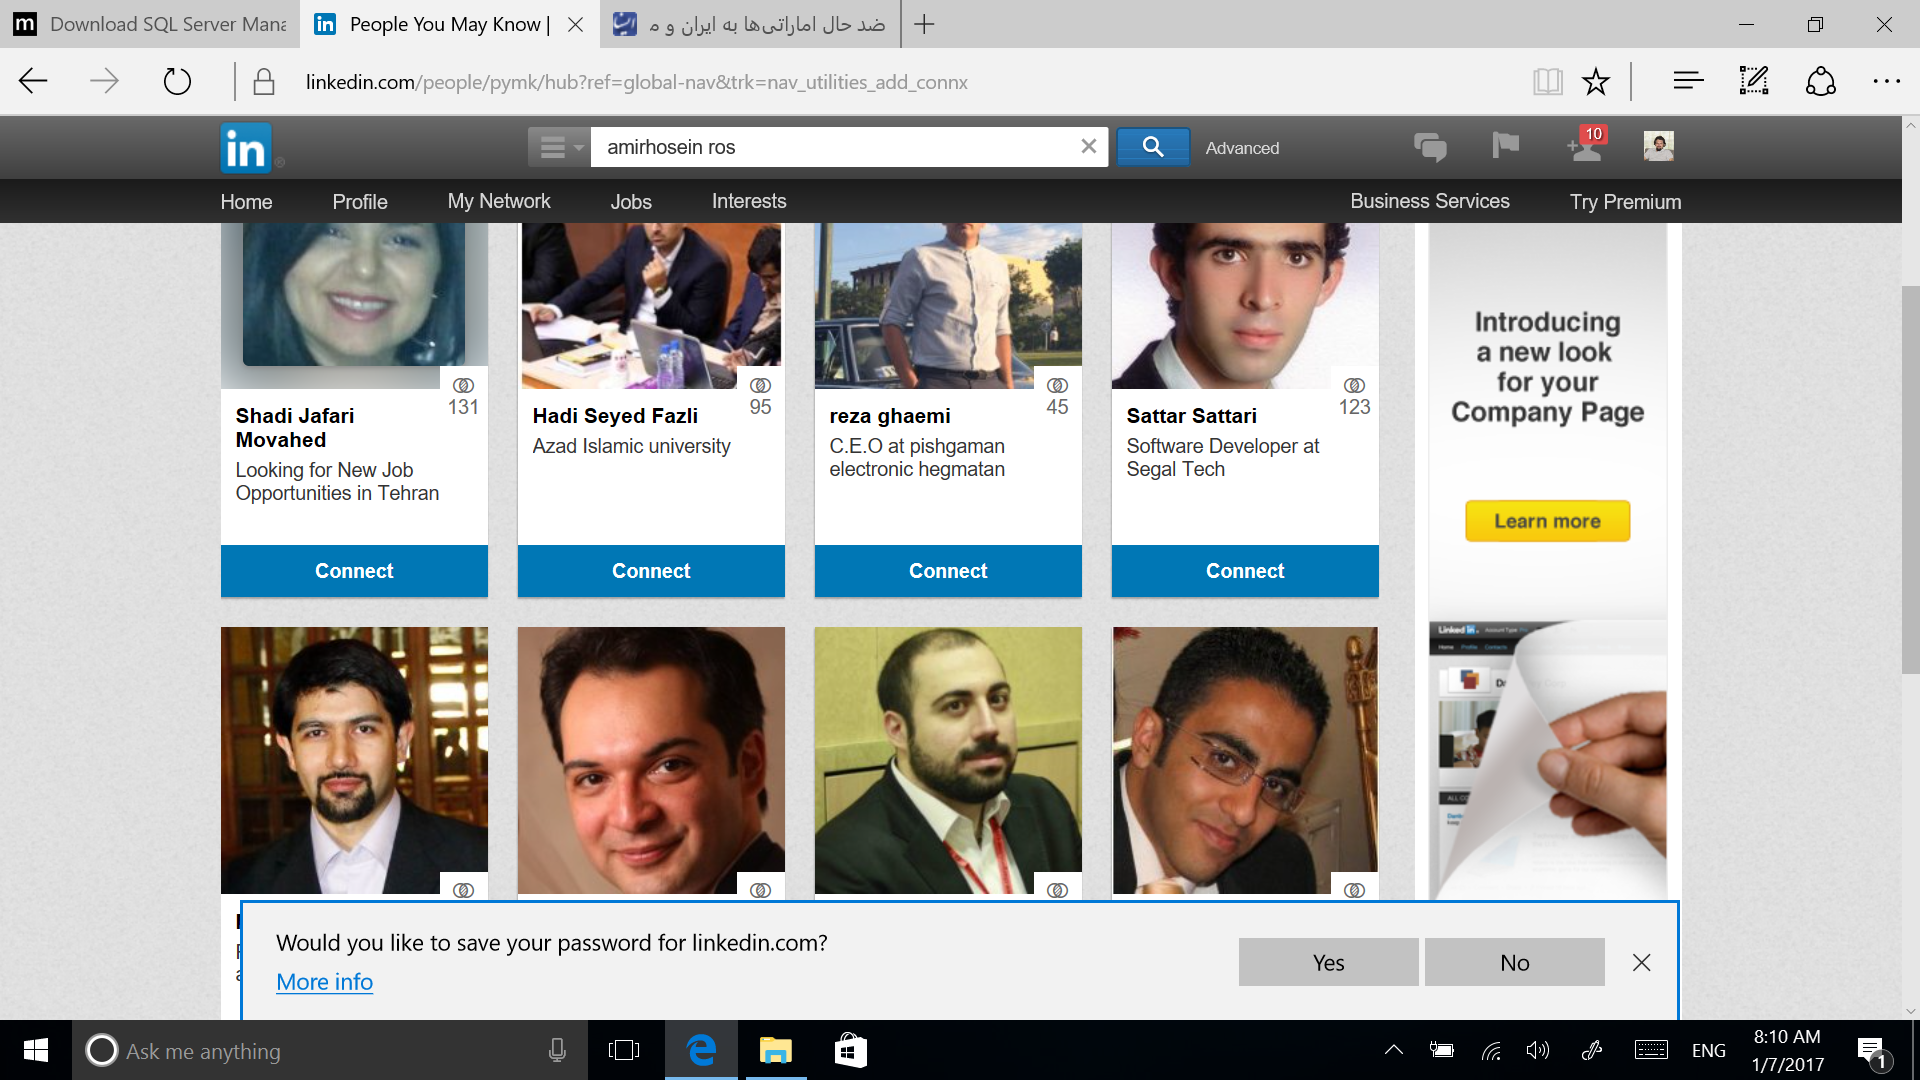 Download SQL Server Mana
People You May Know |
ضد حال اماراتی‌ها به ایران و م
linkedin.com/people/pymk/hub?ref=global-nav&trk=nav_utilities_add_connx
in
amirhosein ros
Advanced
10
Home Profile My Network Jobs Interests Business Services Try Premium
131
Shadi Jafari
Movahed
Looking for New Job
Opportunities in Tehran
Connect
95
Hadi Seyed Fazli
Azad Islamic university
Connect
45
reza ghaemi
C.E.O at pishgaman
electronic hegmatan
Connect
123
Sattar Sattari
Software Developer at
Segal Tech
Connect
Introducing
a new look
for your
Company Page
Learn more
Linked in
Would you like to save your password for linkedin.com?
More info
Yes
No
Ask me anything
ENG
8:10 AM
1/7/2017
1